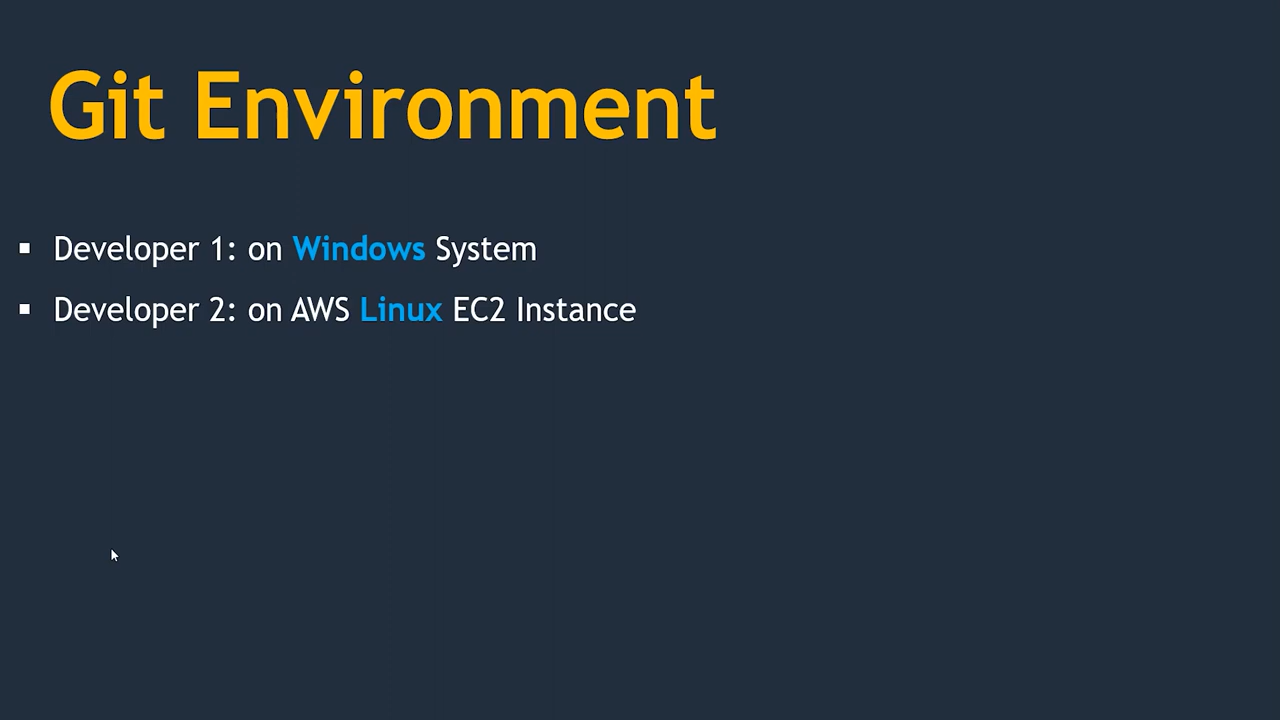 Git Environment
▪ Developer 1: on Windows System
▪ Developer 2: on AWS Linux EC2 Instance